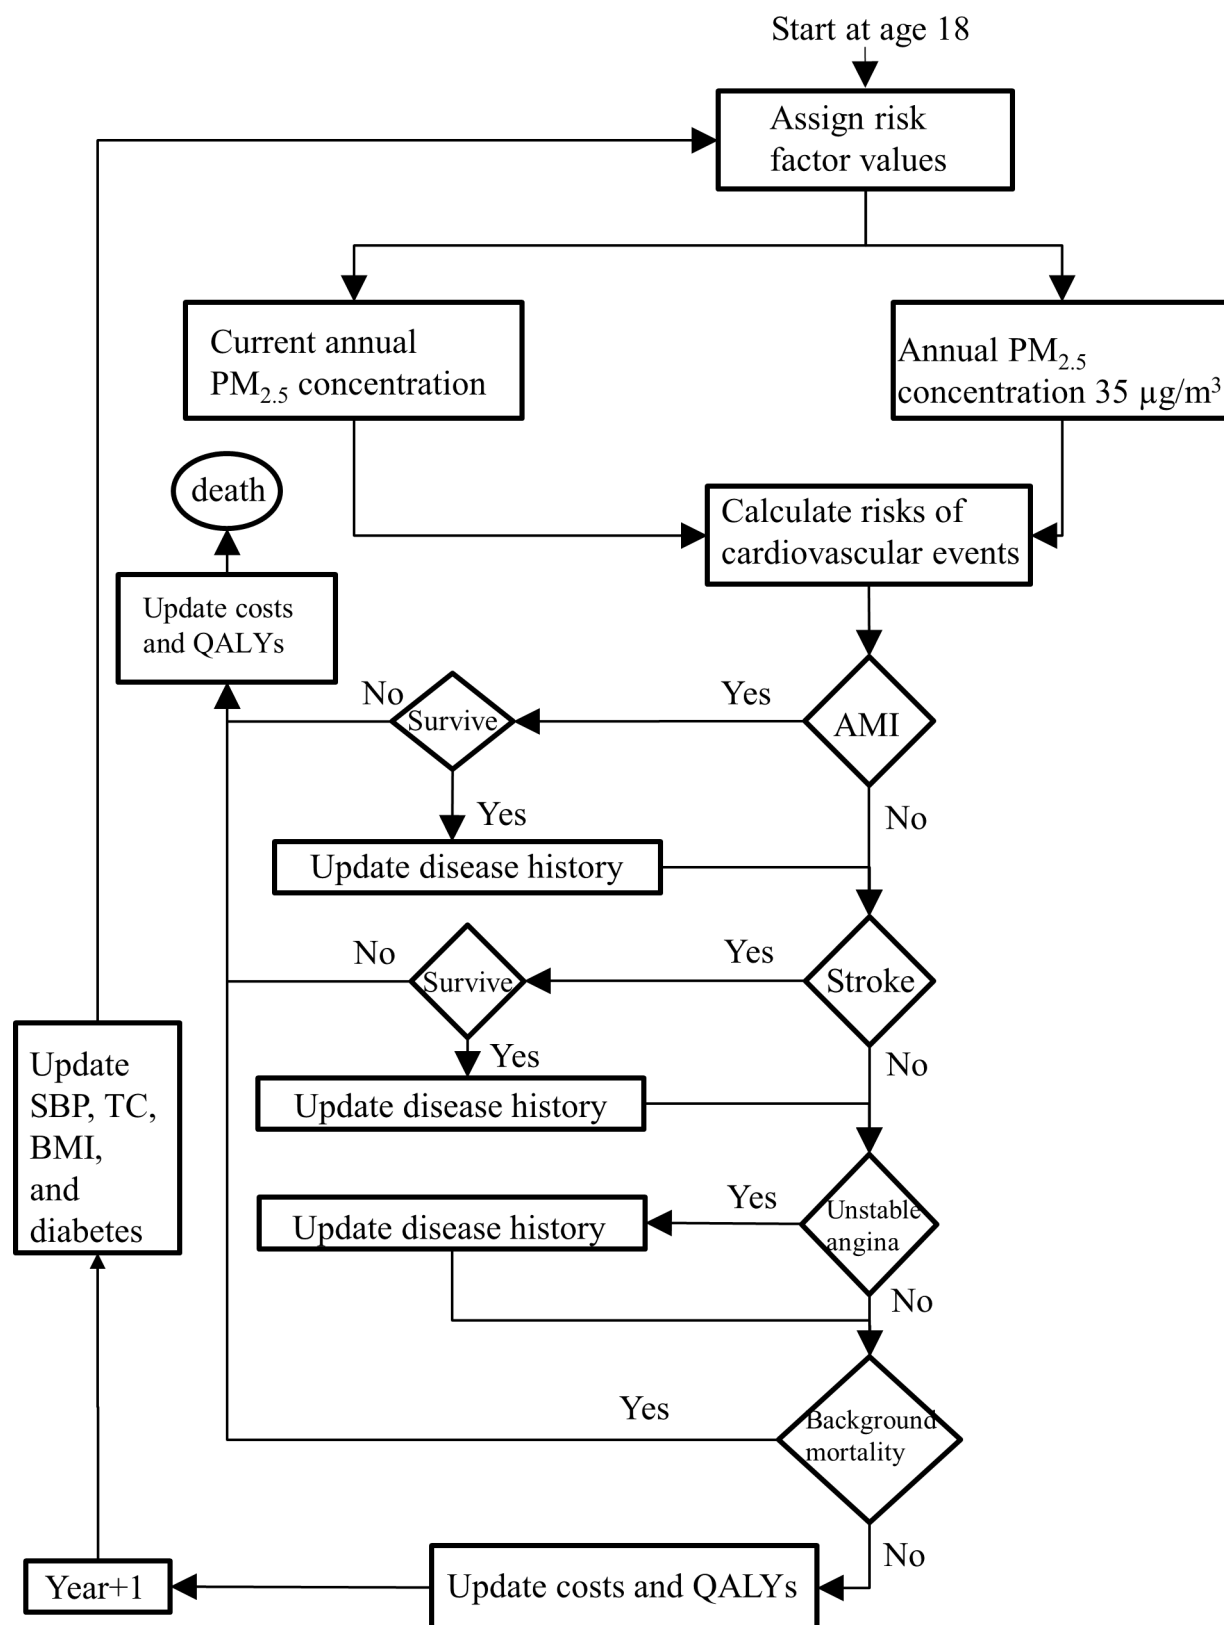 Start at age 18
Assign risk
factor values
Current annual
PM2.5 concentration
Annual PM2.5
concentration 35 µg/m³
death
Calculate risks of
cardiovascular events
Update costs
and QALYs
No
Survive
Yes
AMI
Yes
No
Update disease history
No
Survive
Yes
Stroke
Yes
No
Update disease history
Update
SBP, TC,
BMI,
and
diabetes
Update disease history
Yes
Unstable
angina
No
Yes
Background
mortality
No
Update costs and QALYs
Year+1